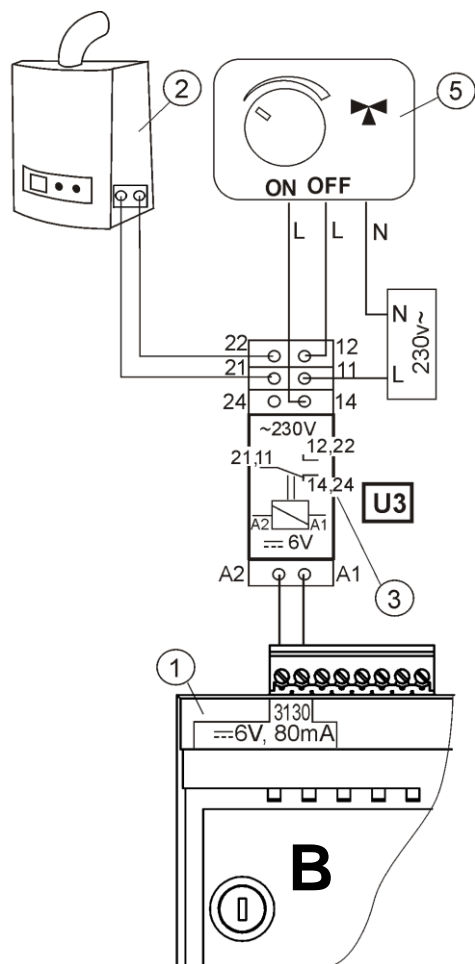 2
5
ON OFF
L L N
N
230V~
L
22 12
21 11
24 14
~230V
12,22
21,11
14,24
U3
A2 A1
⎓ 6V
A2 A1
3
1
3130
⎓6V, 80mA
B